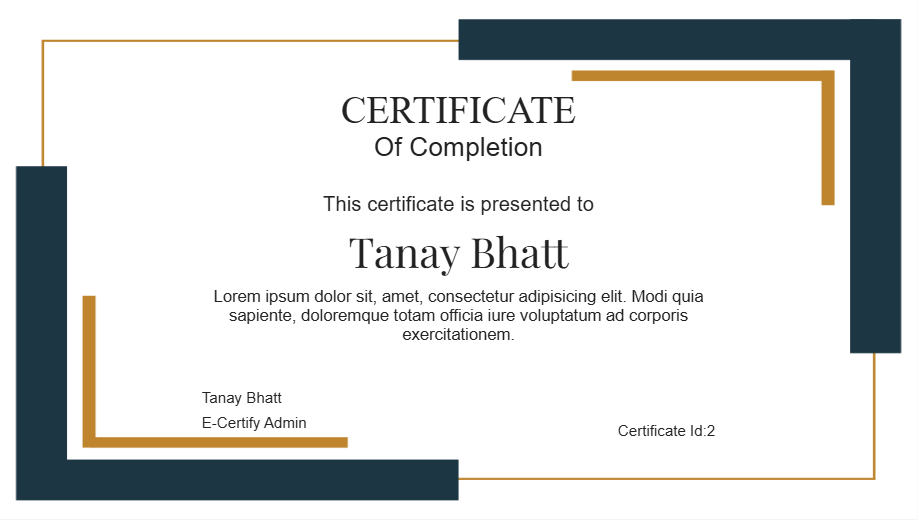 CERTIFICATE
Of Completion
This certificate is presented to
Tanay Bhatt
Lorem ipsum dolor sit, amet, consectetur adipisicing elit. Modi quia
sapiente, doloremque totam officia iure voluptatum ad corporis
exercitationem.
Tanay Bhatt
E-Certify Admin
Certificate Id:2